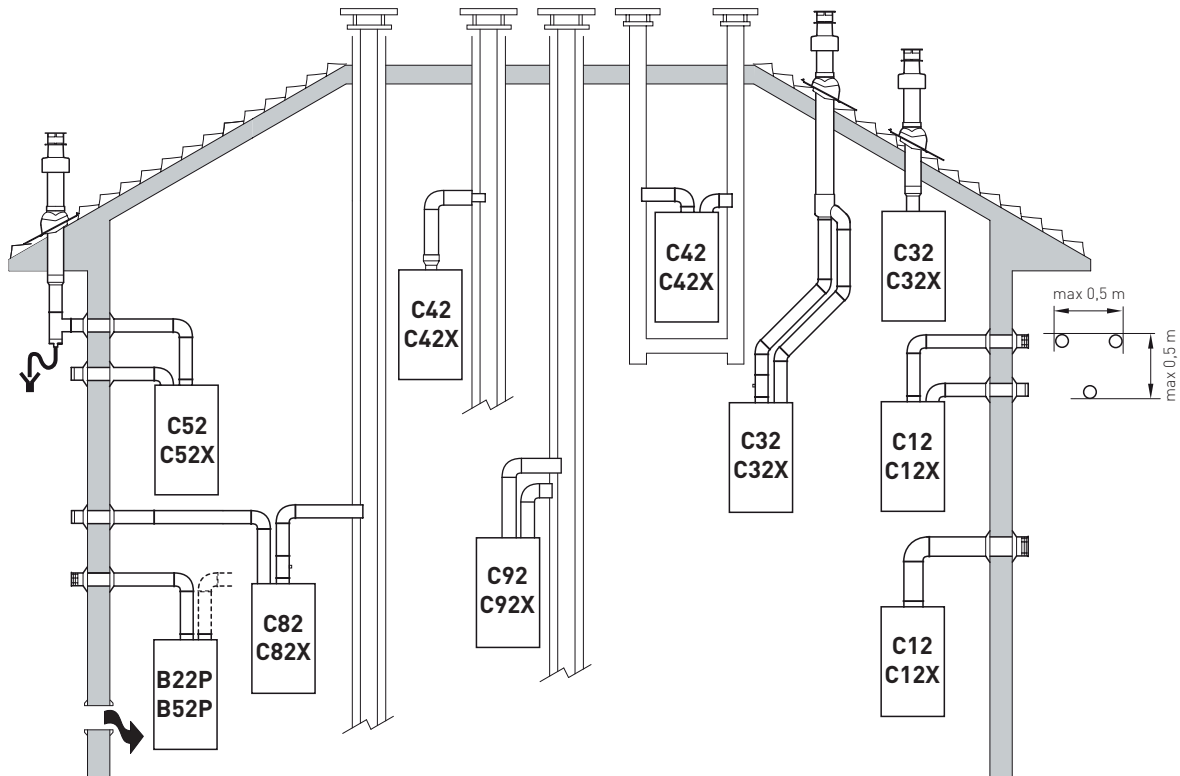 C42
C42X
C42
C42X
C32
C32X
max 0,5 m
max 0,5 m
C52
C52X
C32
C32X
C12
C12X
C92
C92X
C82
C82X
C12
C12X
B22P
B52P